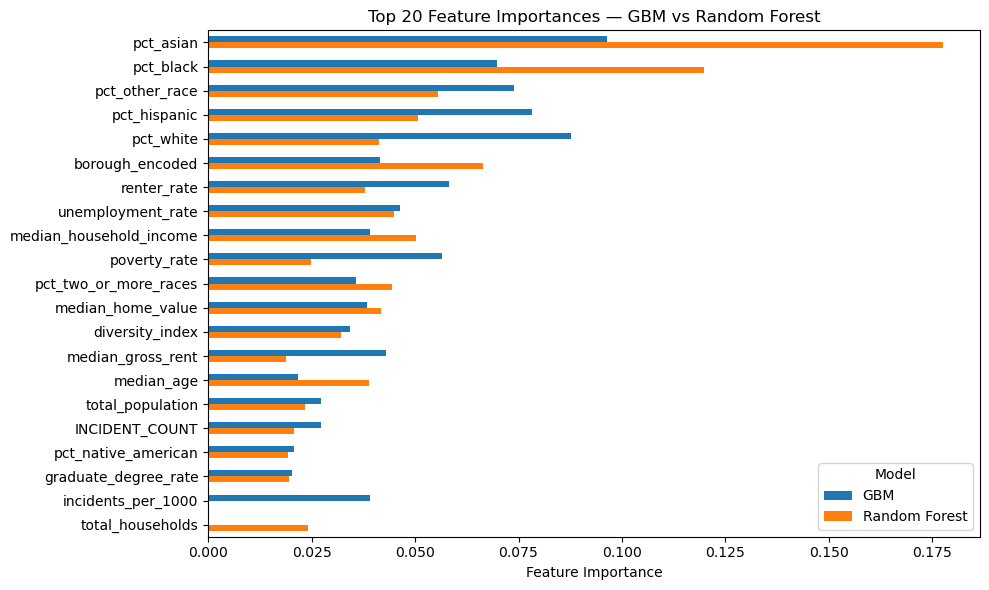 Top 20 Feature Importances — GBM vs Random Forest
pct_asian
pct_black
pct_other_race
pct_hispanic
pct_white
borough_encoded
renter_rate
unemployment_rate
median_household_income
poverty_rate
pct_two_or_more_races
median_home_value
diversity_index
median_gross_rent
median_age
total_population
INCIDENT_COUNT
pct_native_american
graduate_degree_rate
incidents_per_1000
total_households
Model
GBM
Random Forest
0.000 0.025 0.050 0.075 0.100 0.125 0.150 0.175
Feature Importance